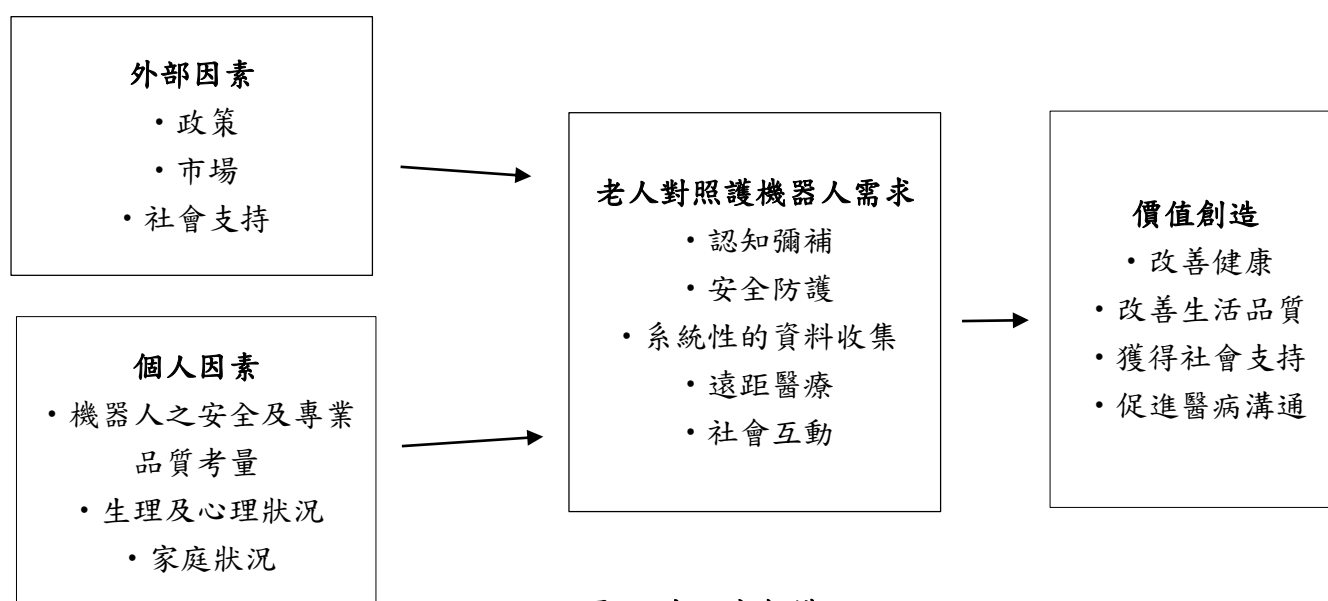 外部因素
・政策
・市場
・社會支持
個人因素
・機器人之安全及專業
品質考量
・生理及心理狀況
・家庭狀況
老人對照護機器人需求
・認知彌補
・安全防護
・系統性的資料收集
・遠距醫療
・社會互動
價值創造
・改善健康
・改善生活品質
・獲得社會支持
・促進醫病溝通